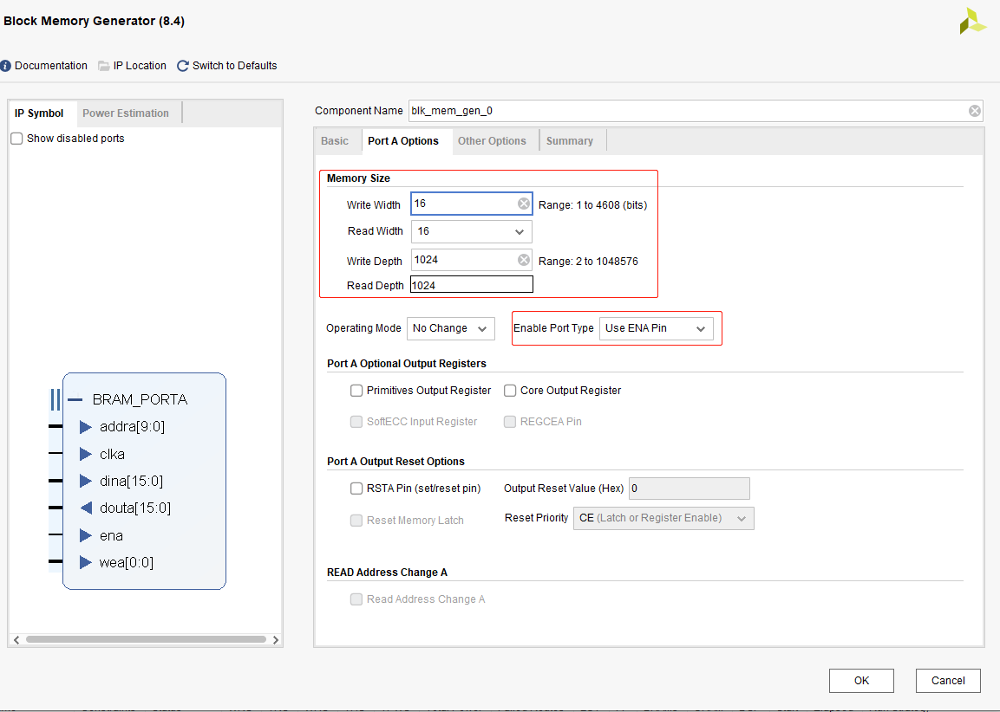 Block Memory Generator (8.4)
Documentation IP Location Switch to Defaults
IP Symbol Power Estimation
Show disabled ports
BRAM_PORTA
addra[9:0]
clka
dina[15:0]
douta[15:0]
ena
wea[0:0]
Component Name blk_mem_gen_0
Basic Port A Options Other Options Summary
Memory Size
Write Width 16 Range: 1 to 4608 (bits)
Read Width 16
Write Depth 1024 Range: 2 to 1048576
Read Depth 1024
Operating Mode No Change Enable Port Type Use ENA Pin
Port A Optional Output Registers
Primitives Output Register Core Output Register
SoftECC Input Register REGCEA Pin
Port A Output Reset Options
RSTA Pin (set/reset pin) Output Reset Value (Hex) 0
Reset Memory Latch Reset Priority CE (Latch or Register Enable)
READ Address Change A
Read Address Change A
OK Cancel